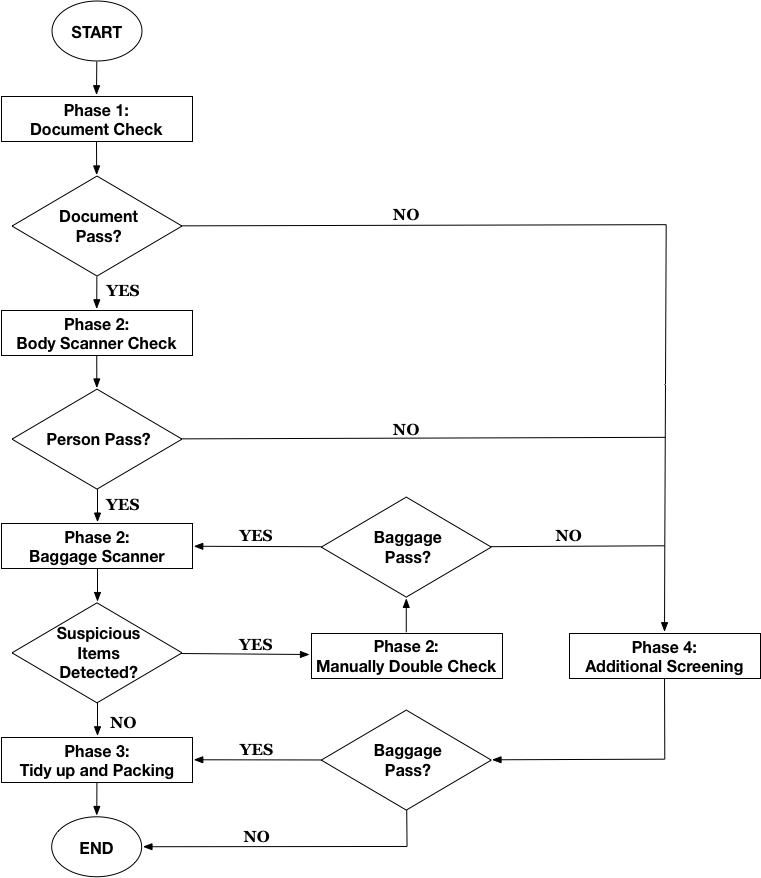 START
Phase 1:
Document Check
Document
Pass?
NO
YES
Phase 2:
Body Scanner Check
Person Pass?
NO
YES
Phase 2:
Baggage Scanner
YES
Baggage
Pass?
NO
Suspicious
Items
Detected?
YES
Phase 2:
Manually Double Check
Phase 4:
Additional Screening
NO
Phase 3:
Tidy up and Packing
YES
Baggage
Pass?
END
NO